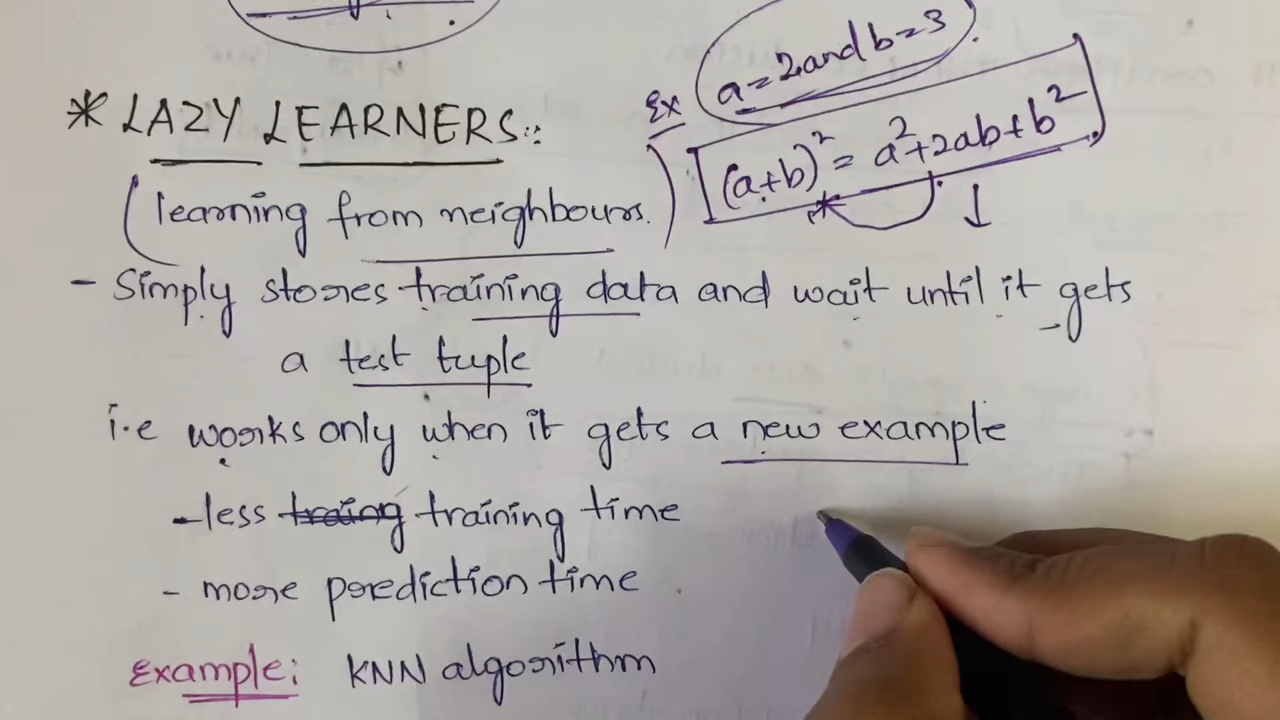 * LAZY LEARNERS::
(learning from neighbours.)
Ex a=2 and b=3.
(a+b)² = a²+2ab+b²
- Simply stores training data and wait until it gets
a test tuple
i.e works only when it gets a new example
- less training time
- more prediction time
Example: KNN algorithm